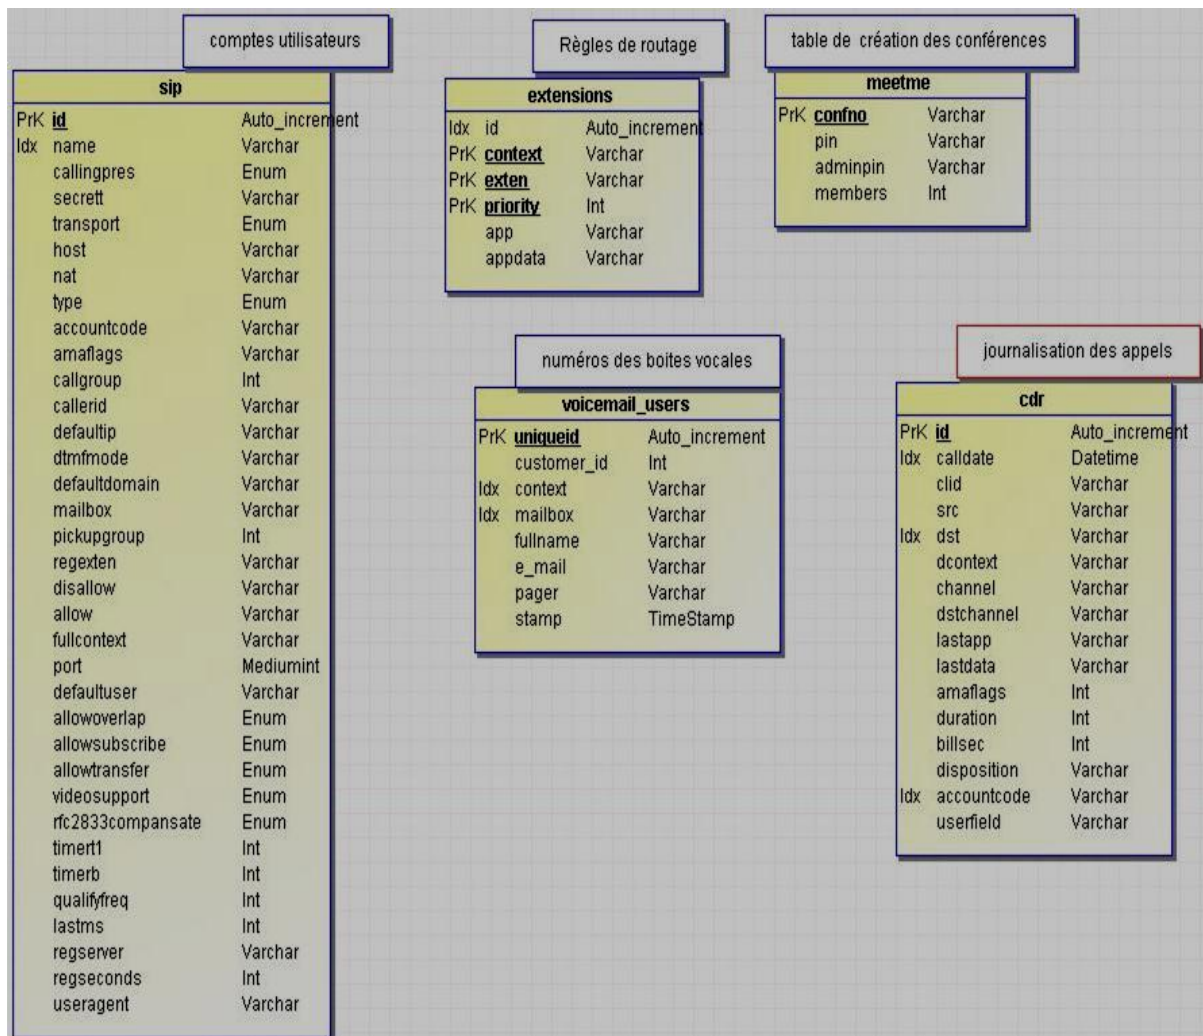 comptes utilisateurs
sip
PrK id Auto_increment
Idx name Varchar
callingpres Enum
secrett Varchar
transport Enum
host Varchar
nat Varchar
type Enum
accountcode Varchar
amaflags Varchar
callgroup Int
callerid Varchar
defaultip Varchar
dtmfmode Varchar
defaultdomain Varchar
mailbox Varchar
pickupgroup Int
regexten Varchar
disallow Varchar
allow Varchar
fullcontext Varchar
port Mediumint
defaultuser Varchar
allowoverlap Enum
allowsubscribe Enum
allowtransfer Enum
videosupport Enum
rfc2833compansate Enum
timert1 Int
timerb Int
qualifyfreq Int
lastms Int
regserver Varchar
regseconds Int
useragent Varchar
Règles de routage
extensions
Idx id Auto_increment
PrK context Varchar
PrK exten Varchar
PrK priority Int
app Varchar
appdata Varchar
table de création des conférences
meetme
PrK confno Varchar
pin Varchar
adminpin Varchar
members Int
numéros des boites vocales
voicemail_users
PrK uniqueid Auto_increment
customer_id Int
Idx context Varchar
Idx mailbox Varchar
fullname Varchar
e_mail Varchar
pager Varchar
stamp TimeStamp
journalisation des appels
cdr
PrK id Auto_increment
Idx calldate Datetime
clid Varchar
src Varchar
Idx dst Varchar
dcontext Varchar
channel Varchar
dstchannel Varchar
lastapp Varchar
lastdata Varchar
amaflags Int
duration Int
billsec Int
disposition Varchar
Idx accountcode Varchar
userfield Varchar